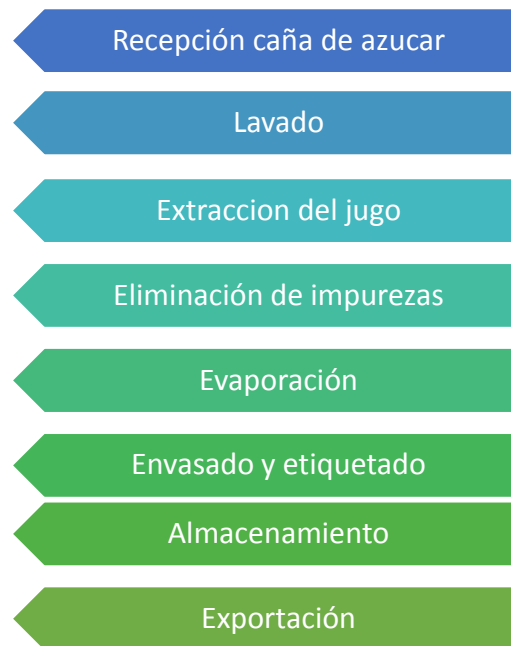 Recepción caña de azucar
Lavado
Extraccion del jugo
Eliminación de impurezas
Evaporación
Envasado y etiquetado
Almacenamiento
Exportación